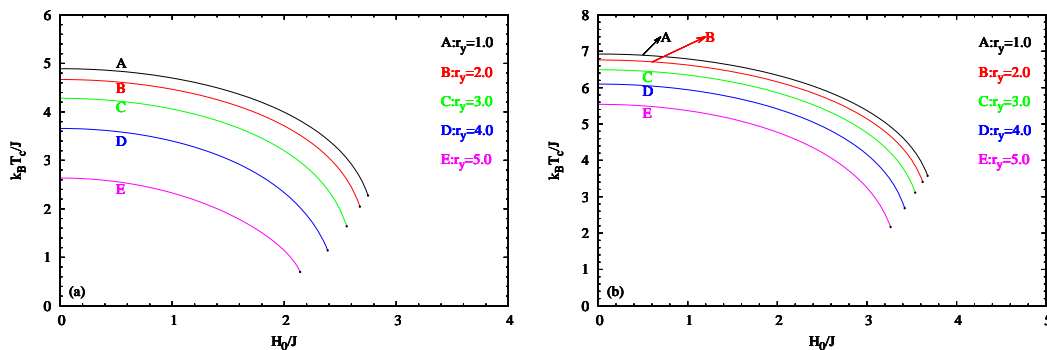 6
5
4
3
2
1
0
k_BT_c/J
A
B
C
D
E
A:r_y=1.0
B:r_y=2.0
C:r_y=3.0
D:r_y=4.0
E:r_y=5.0
(a)
0 1 2 3 4
H_0/J
8
7
6
5
4
3
2
1
0
k_BT_c/J
A
B
C
D
E
A:r_y=1.0
B:r_y=2.0
C:r_y=3.0
D:r_y=4.0
E:r_y=5.0
(b)
0 1 2 3 4 5
H_0/J